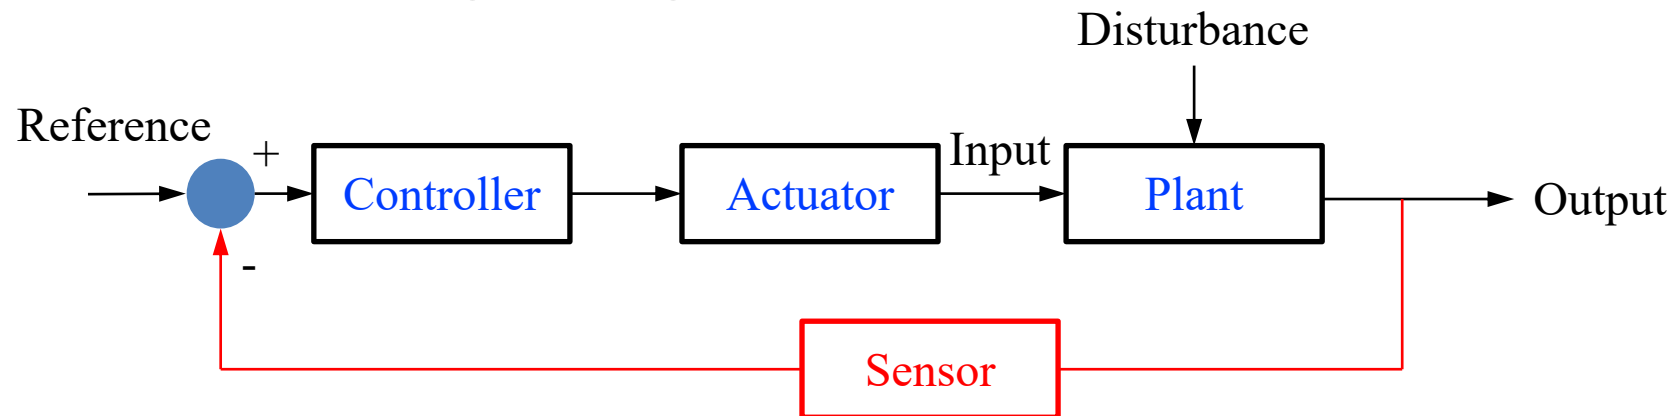 Disturbance
Reference
+
Controller
Actuator
Input
Plant
Output
-
Sensor